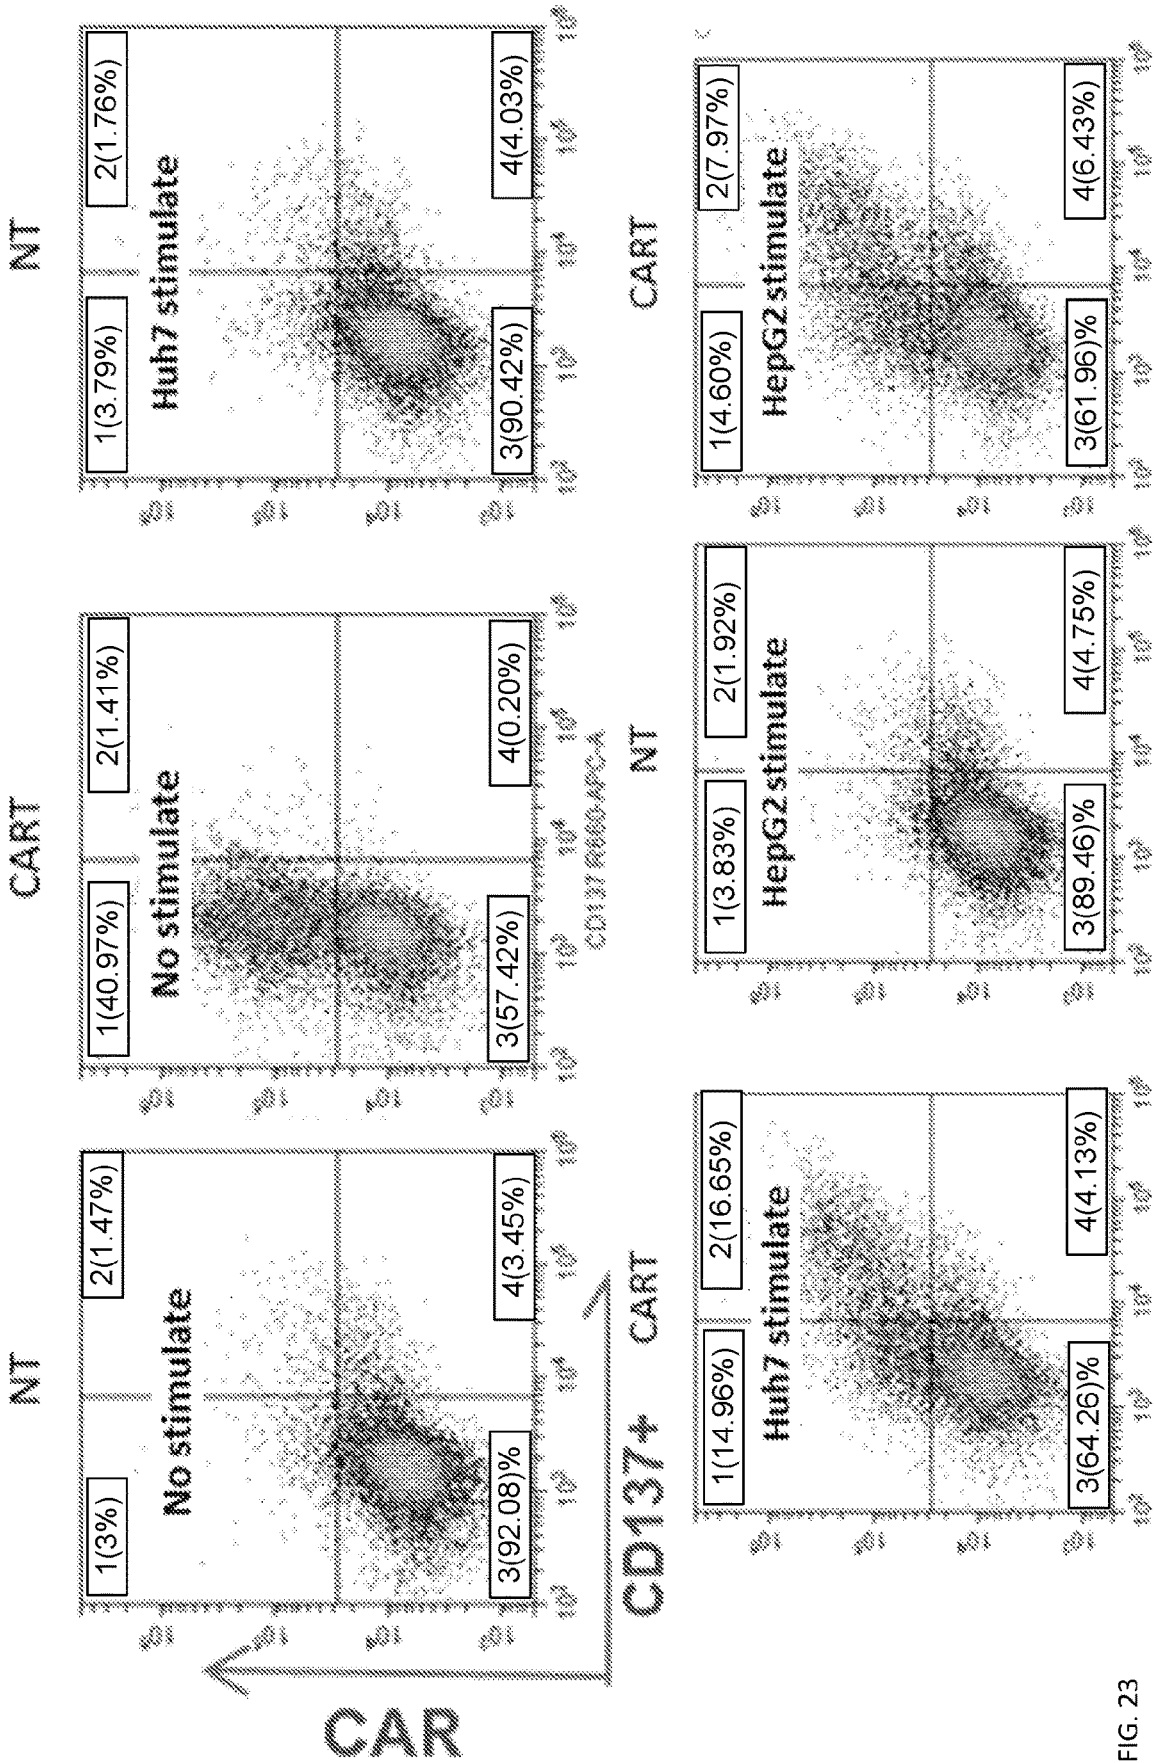 NT
CART
NT
1(3%)
2(1.47%)
No stimulate
3(92.08)%
4(3.45%)
1(40.97%)
2(1.41%)
No stimulate
3(57.42%)
4(0.20%)
CD137 R660-APC-A
1(3.79%)
2(1.76%)
Huh7 stimulate
3(90.42%)
4(4.03%)
CAR
CD137+
CART
NT
CART
1(14.96%)
2(16.65%)
Huh7 stimulate
3(64.26)%
4(4.13%)
1(3.83%)
2(1.92%)
HepG2 stimulate
3(89.46)%
4(4.75%)
1(4.60%)
2(7.97%)
HepG2 stimulate
3(61.96)%
4(6.43%)
FIG. 23